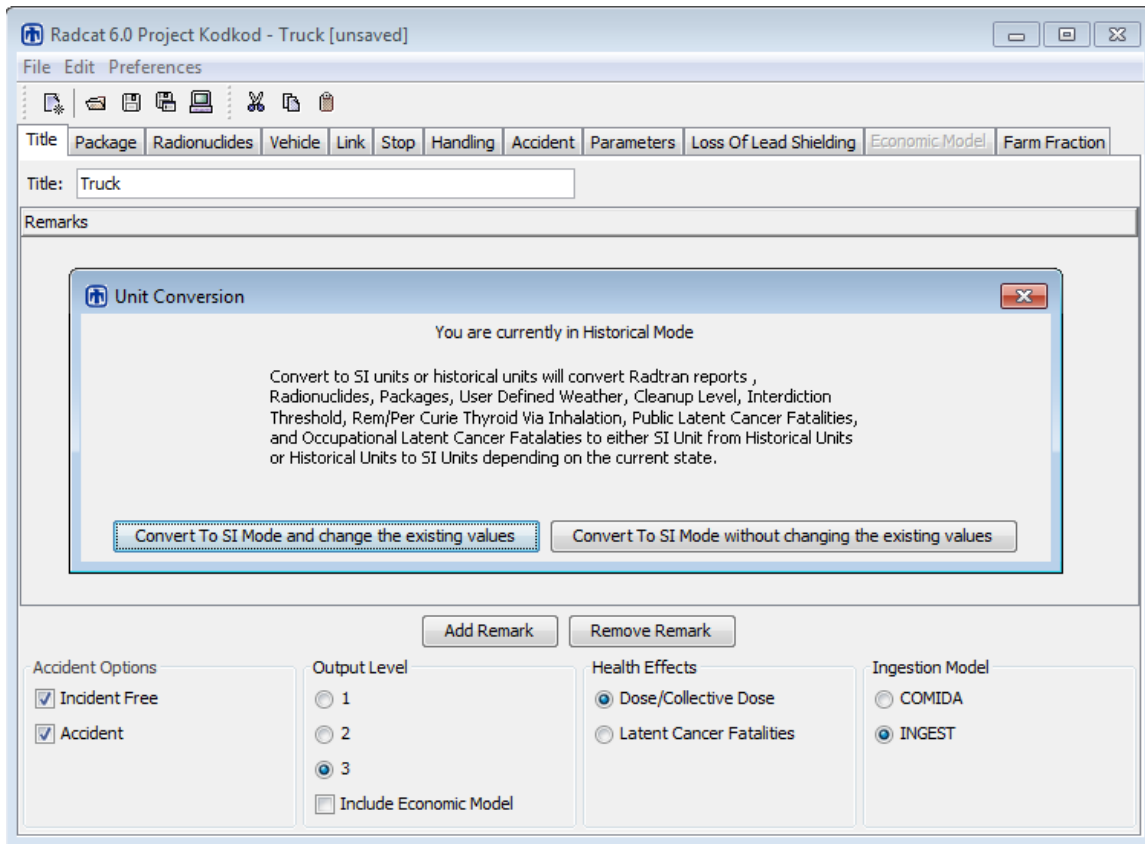 Radcat 6.0 Project Kodkod - Truck [unsaved]
File Edit Preferences
Title Package Radionuclides Vehicle Link Stop Handling Accident Parameters Loss Of Lead Shielding Economic Model Farm Fraction
Title: Truck
Remarks
Unit Conversion
You are currently in Historical Mode
Convert to SI units or historical units will convert Radtran reports ,
Radionuclides, Packages, User Defined Weather, Cleanup Level, Interdiction
Threshold, Rem/Per Curie Thyroid Via Inhalation, Public Latent Cancer Fatalities,
and Occupational Latent Cancer Fatalaties to either SI Unit from Historical Units
or Historical Units to SI Units depending on the current state.
Convert To SI Mode and change the existing values Convert To SI Mode without changing the existing values
Add Remark Remove Remark
Accident Options Output Level Health Effects Ingestion Model
Incident Free 1 Dose/Collective Dose COMIDA
Accident 2 Latent Cancer Fatalities INGEST
3
Include Economic Model